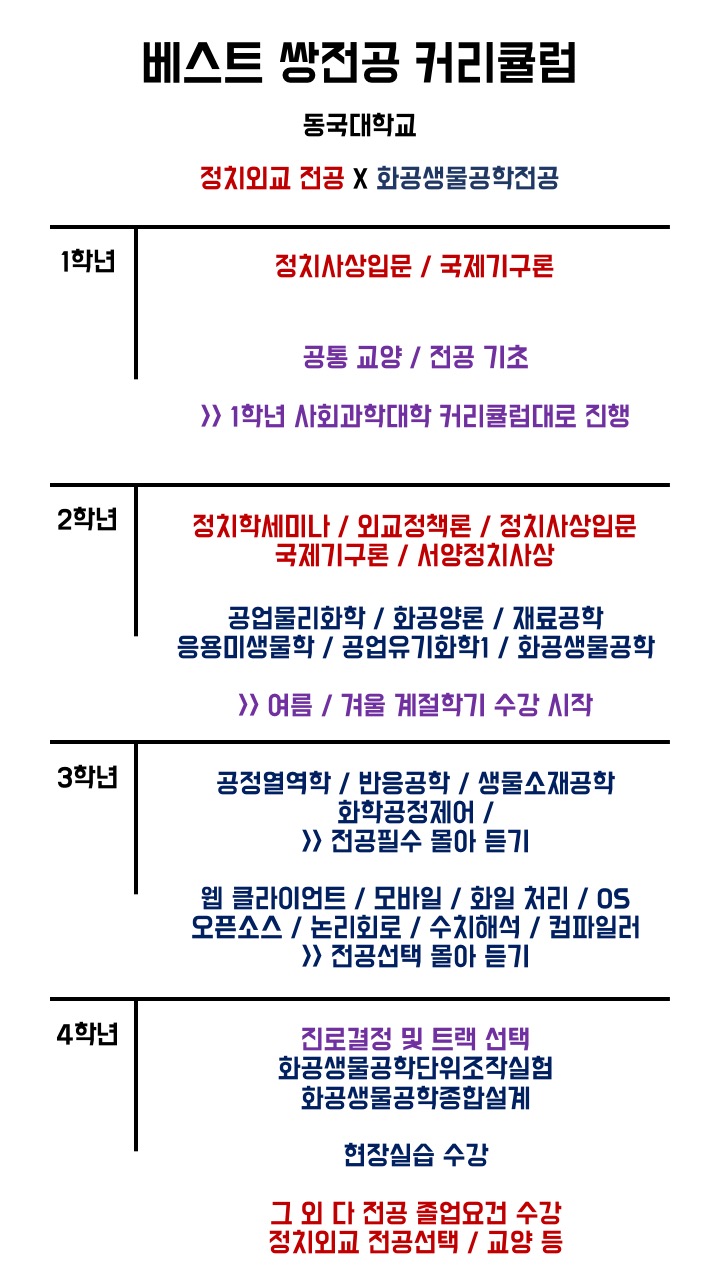 베스트 쌍전공 커리큘럼
동국대학교
정치외교 전공 X 화공생물공학전공
1학년
정치사상입문 / 국제기구론
공통 교양 / 전공 기초
>> 1학년 사회과학대학 커리큘럼대로 진행
2학년
정치학세미나 / 외교정책론 / 정치사상입문
국제기구론 / 서양정치사상
공업물리화학 / 화공양론 / 재료공학
응용미생물학 / 공업유기화학1 / 화공생물공학
>> 여름 / 겨울 계절학기 수강 시작
3학년
공정열역학 / 반응공학 / 생물소재공학
화학공정제어 /
>> 전공필수 몰아 듣기
웹 클라이언트 / 모바일 / 화일 처리 / OS
오픈소스 / 논리회로 / 수치해석 / 컴파일러
>> 전공선택 몰아 듣기
4학년
진로결정 및 트랙 선택
화공생물공학단위조작실험
화공생물공학종합설계
현장실습 수강
그 외 다 전공 졸업요건 수강
정치외교 전공선택 / 교양 등